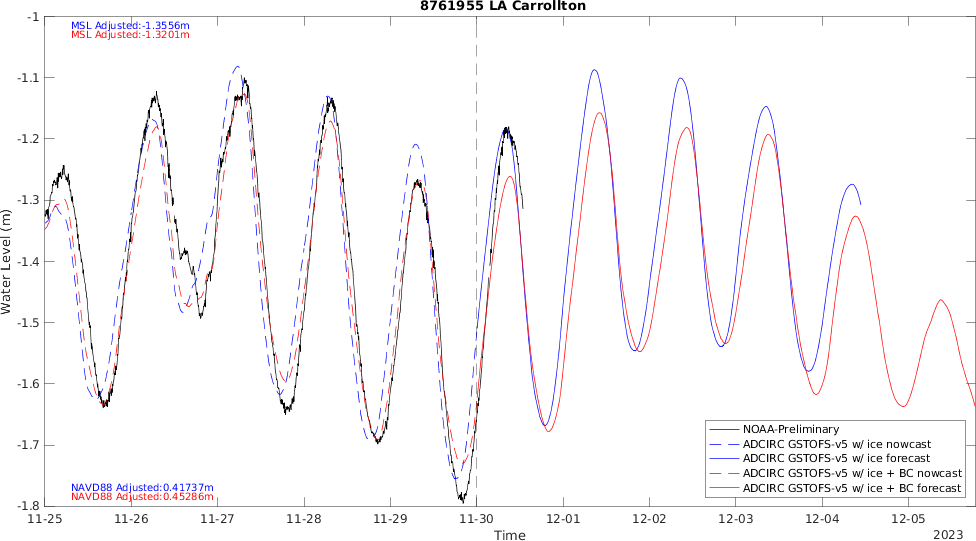 8761955 LA Carrollton
MSL Adjusted:-1.3556m
MSL Adjusted:-1.3201m
-1
-1.1
-1.2
-1.3
-1.4
-1.5
-1.6
-1.7
-1.8
Water Level (m)
NOAA-Preliminary
ADCIRC GSTOFS-v5 w/ ice nowcast
ADCIRC GSTOFS-v5 w/ ice forecast
ADCIRC GSTOFS-v5 w/ ice + BC nowcast
ADCIRC GSTOFS-v5 w/ ice + BC forecast
NAVD88 Adjusted:0.41737m
NAVD88 Adjusted:0.45286m
11-25 11-26 11-27 11-28 11-29 11-30 12-01 12-02 12-03 12-04 12-05
Time
2023